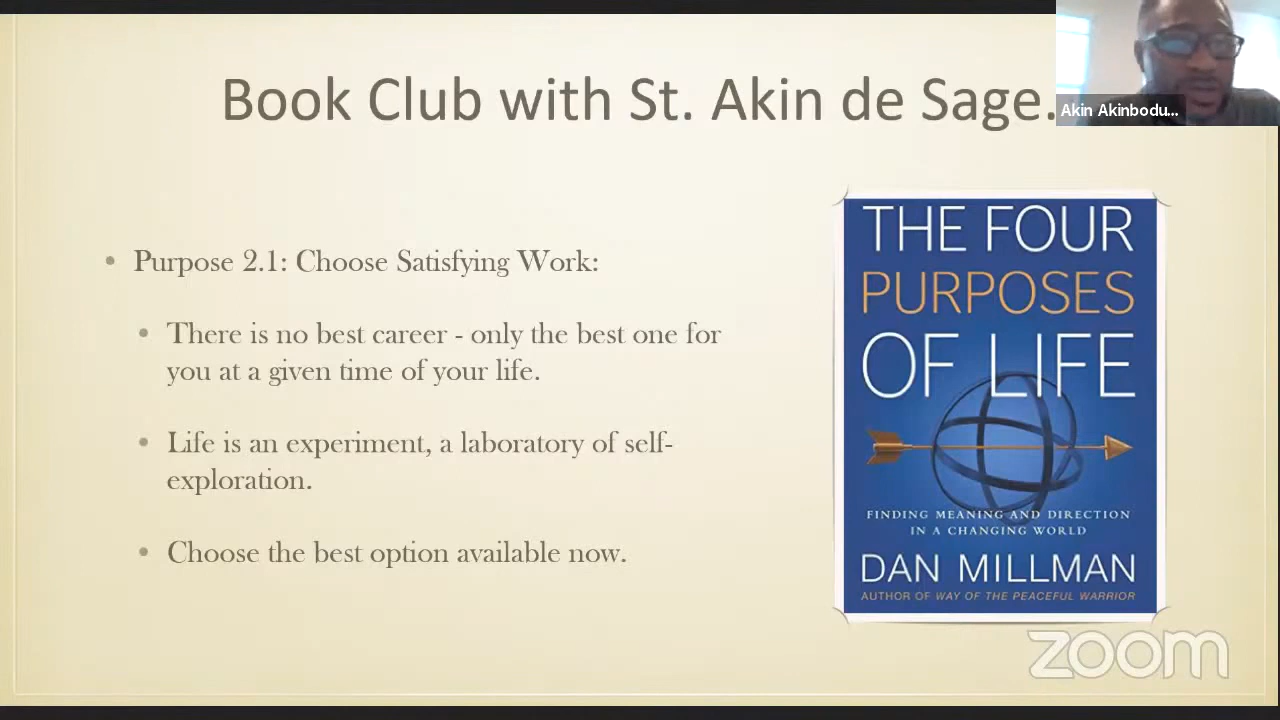 Book Club with St. Akin de Sage.
Akin Akinbodu...
• Purpose 2.1: Choose Satisfying Work:
• There is no best career - only the best one for
you at a given time of your life.
• Life is an experiment, a laboratory of self-
exploration.
• Choose the best option available now.
THE FOUR
PURPOSES
OF LIFE
FINDING MEANING AND DIRECTION
IN A CHANGING WORLD
DAN MILLMAN
AUTHOR OF WAY OF THE PEACEFUL WARRIOR
zoom